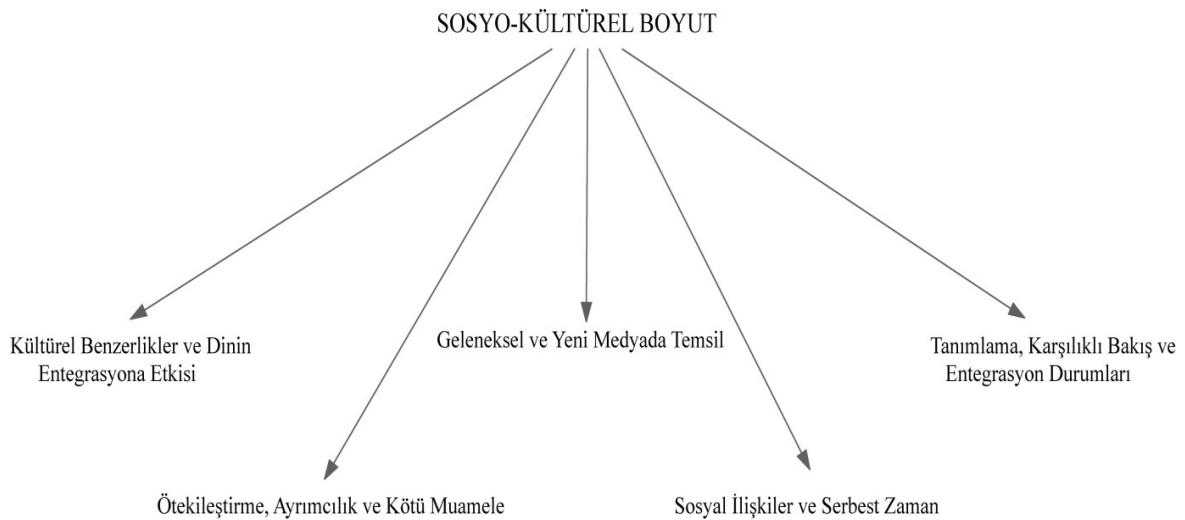 SOSYO-KÜLTÜREL BOYUT
Kültürel Benzerlikler ve Dinin
Entegrasyona Etkisi
Geleneksel ve Yeni Medyada Temsil
Tanımlama, Karşılıklı Bakış ve
Entegrasyon Durumları
Ötekileştirme, Ayrımcılık ve Kötü Muamele
Sosyal İlişkiler ve Serbest Zaman